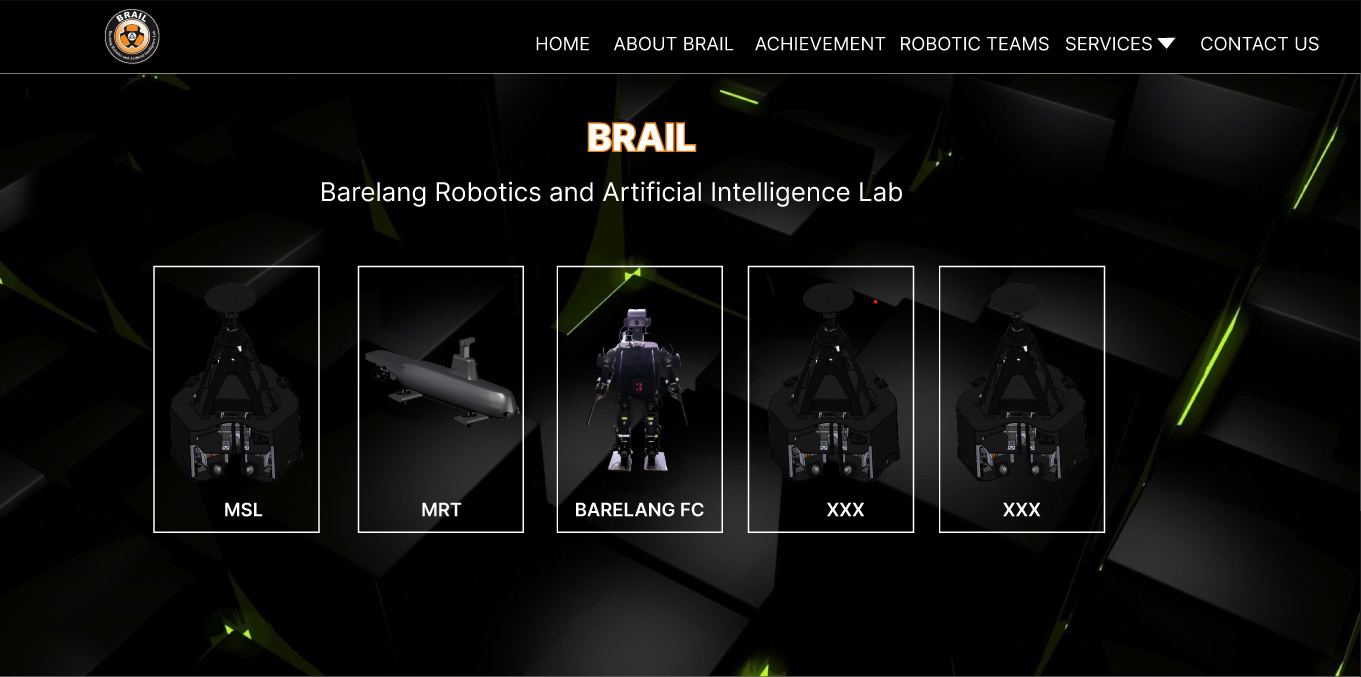 BRAIL
HOME ABOUT BRAIL ACHIEVEMENT ROBOTIC TEAMS SERVICES CONTACT US
BRAIL
Barelang Robotics and Artificial Intelligence Lab
3
MSL MRT BARELANG FC XXX XXX